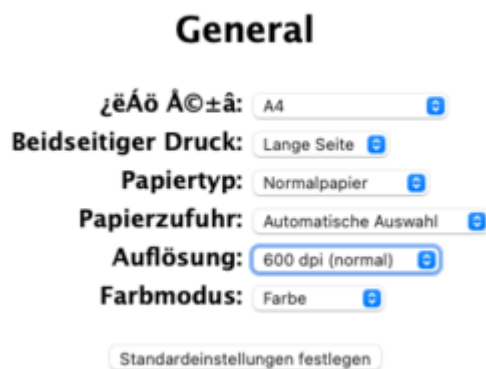 General
¿ëÁö Å©±â: A4
Beidseitiger Druck: Lange Seite
Papiertyp: Normalpapier
Papierzufuhr: Automatische Auswahl
Auflösung: 600 dpi (normal)
Farbmodus: Farbe
Standardeinstellungen festlegen